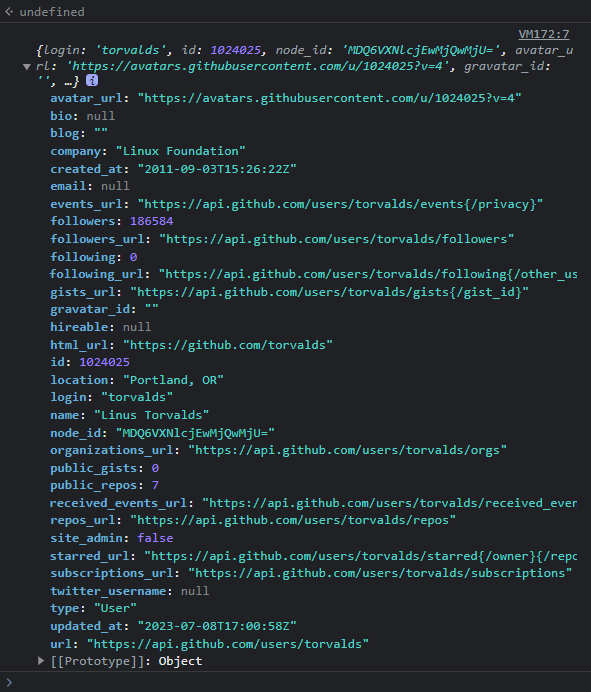 undefined
VM172:7
{login: 'torvalds', id: 1024025, node_id: 'MDQ6VXNlcjEwMjQwMjU=', avatar_u
rl: 'https://avatars.githubusercontent.com/u/1024025?v=4', gravatar_id:
'', …} i
avatar_url: "https://avatars.githubusercontent.com/u/1024025?v=4"
bio: null
blog: ""
company: "Linux Foundation"
created_at: "2011-09-03T15:26:22Z"
email: null
events_url: "https://api.github.com/users/torvalds/events{/privacy}"
followers: 186584
followers_url: "https://api.github.com/users/torvalds/followers"
following: 0
following_url: "https://api.github.com/users/torvalds/following{/other_us
gists_url: "https://api.github.com/users/torvalds/gists{/gist_id}"
gravatar_id: ""
hireable: null
html_url: "https://github.com/torvalds"
id: 1024025
location: "Portland, OR"
login: "torvalds"
name: "Linus Torvalds"
node_id: "MDQ6VXNlcjEwMjQwMjU="
organizations_url: "https://api.github.com/users/torvalds/orgs"
public_gists: 0
public_repos: 7
received_events_url: "https://api.github.com/users/torvalds/received_even
repos_url: "https://api.github.com/users/torvalds/repos"
site_admin: false
starred_url: "https://api.github.com/users/torvalds/starred{/owner}{/repo
subscriptions_url: "https://api.github.com/users/torvalds/subscriptions"
twitter_username: null
type: "User"
updated_at: "2023-07-08T17:00:58Z"
url: "https://api.github.com/users/torvalds"
[[Prototype]]: Object